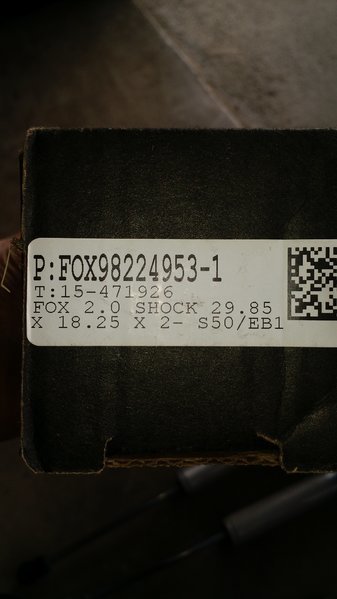 P:FOX98224953-1
T:15-471926
FOX 2.0 SHOCK 29.85
X 18.25 X 2- S50/EB1